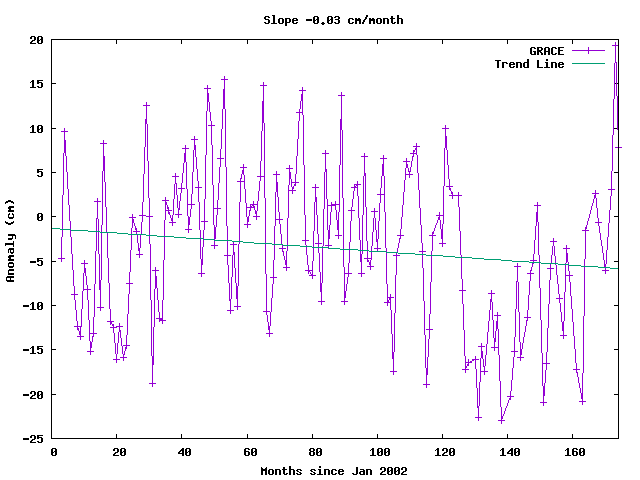 Slope -0.03 cm/month
GRACE
Trend Line
20
15
10
5
0
-5
-10
-15
-20
-25
Anomaly (cm)
0 20 40 60 80 100 120 140 160
Months since Jan 2002